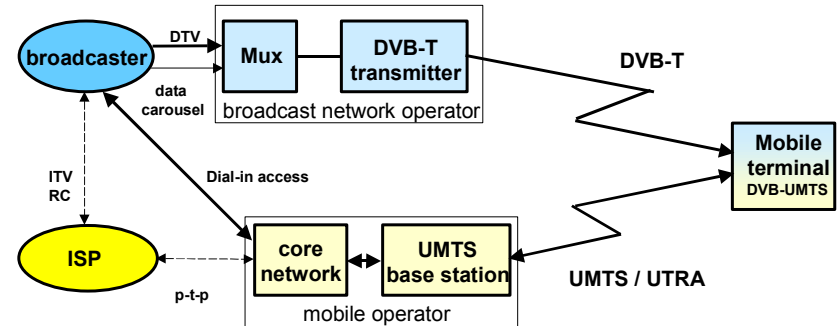 DTV
broadcaster
data
carousel
Mux
DVB-T
transmitter
broadcast network operator
DVB-T
Mobile
terminal
DVB-UMTS
ITV
RC
Dial-in access
ISP
p-t-p
core
network
UMTS
base station
mobile operator
UMTS / UTRA